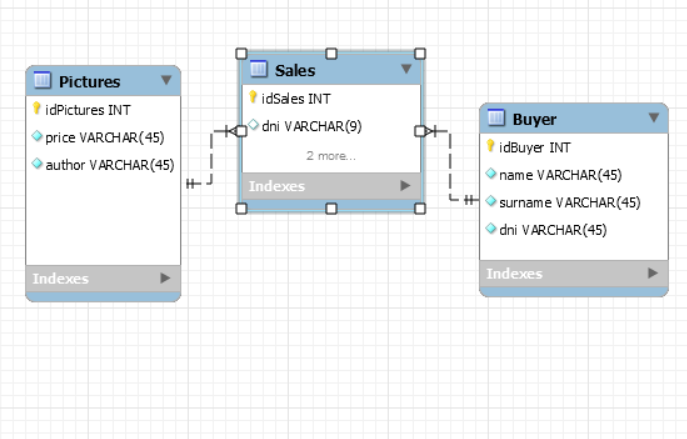 Pictures
idPictures INT
price VARCHAR(45)
author VARCHAR(45)
Indexes
Sales
idSales INT
dni VARCHAR(9)
2 more...
Indexes
Buyer
idBuyer INT
name VARCHAR(45)
surname VARCHAR(45)
dni VARCHAR(45)
Indexes